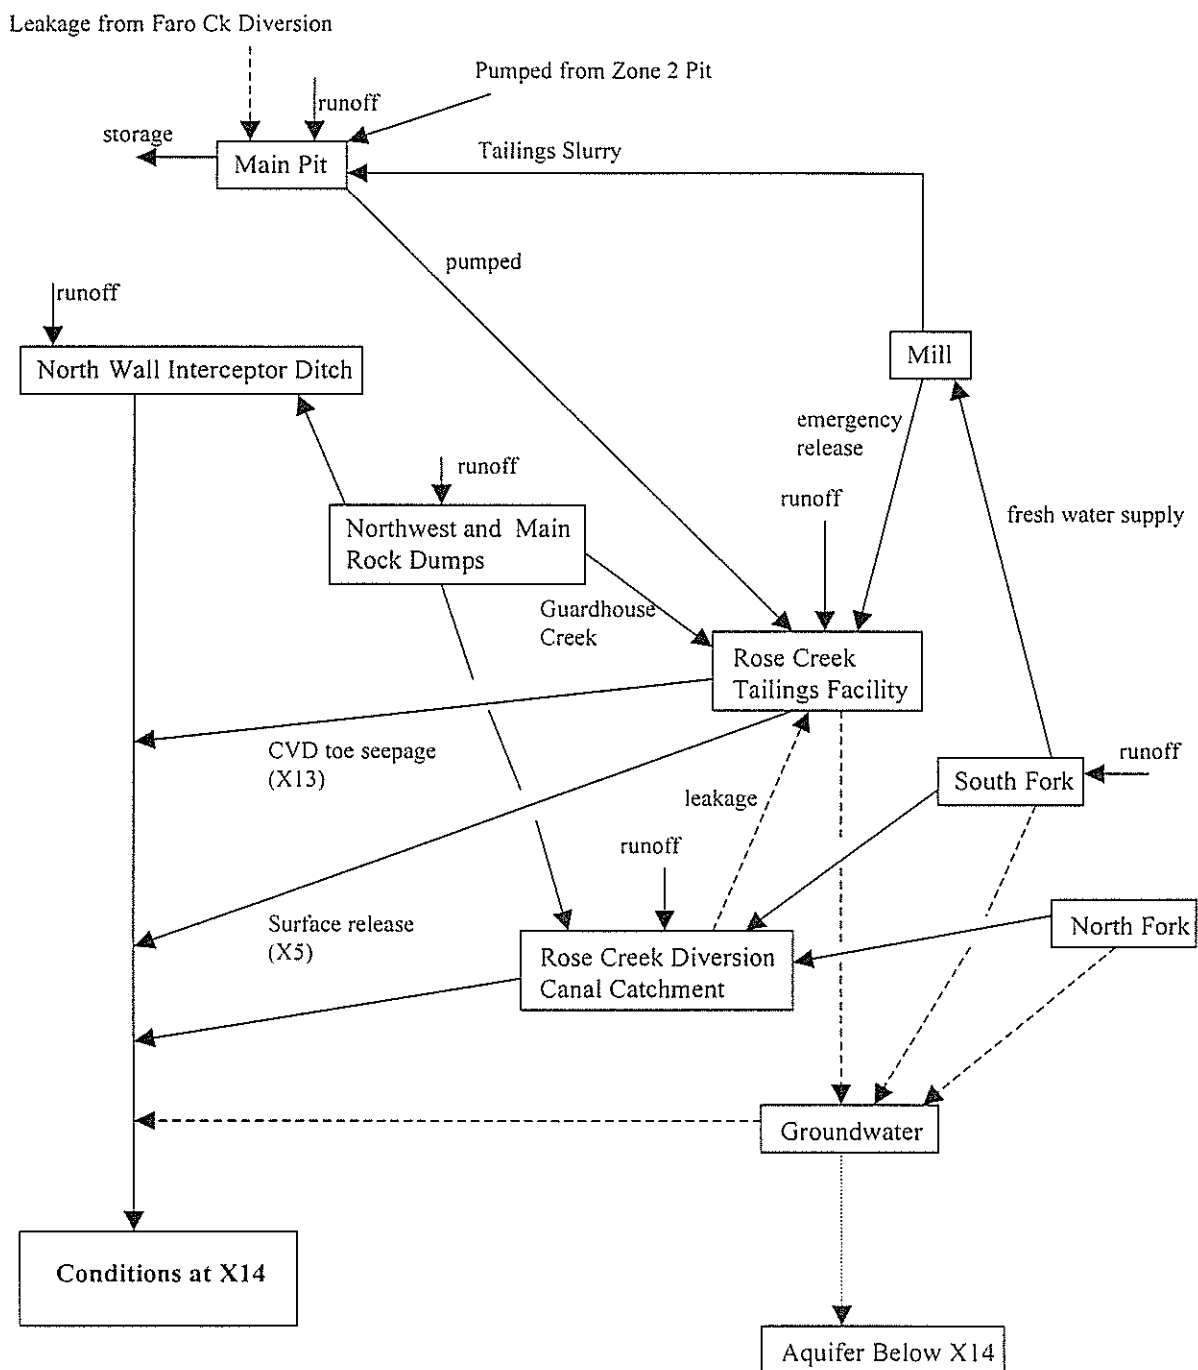 Leakage from Faro Ck Diversion
Pumped from Zone 2 Pit
runoff
storage
Main Pit
Tailings Slurry
pumped
runoff
North Wall Interceptor Ditch
Mill
emergency
release
runoff
runoff
fresh water supply
Northwest and Main
Rock Dumps
Guardhouse
Creek
Rose Creek
Tailings Facility
CVD toe seepage
(X13)
runoff
South Fork
leakage
runoff
Surface release
(X5)
North Fork
Rose Creek Diversion
Canal Catchment
Groundwater
Conditions at X14
Aquifer Below X14